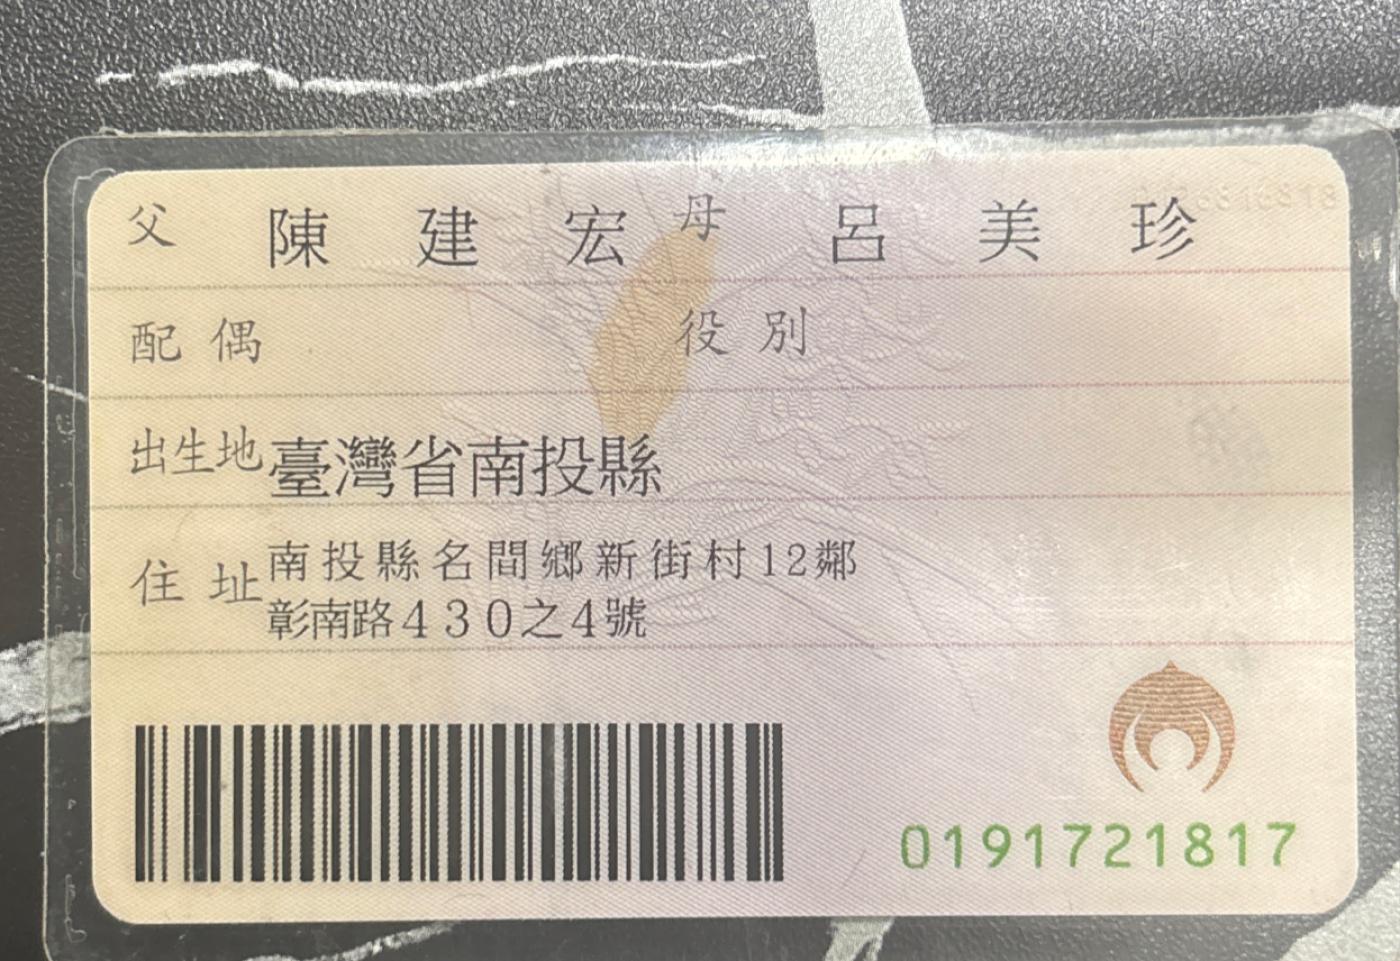 父 陳建宏 母 呂美珍
配偶 役別
出生地 臺灣省南投縣
住址 南投縣名間鄉新街村12鄰
彰南路430之4號
0191721817